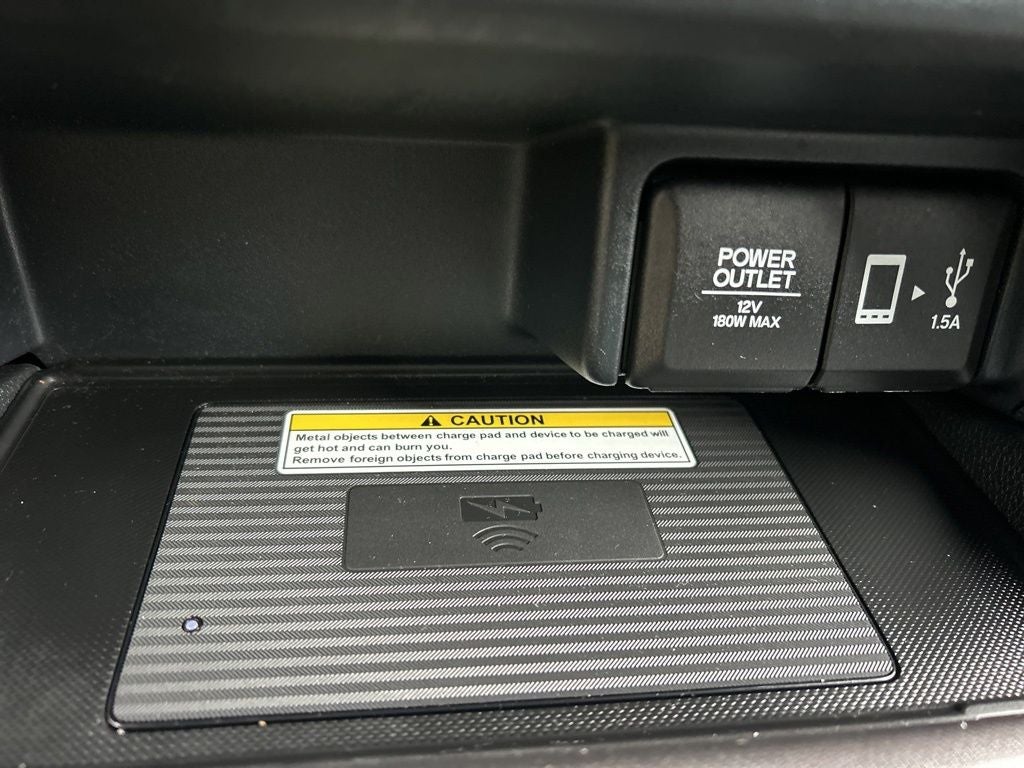 POWER
OUTLET
12V
180W MAX
1.5A
CAUTION
Metal objects between charge pad and device to be charged will
get hot and can burn you.
Remove foreign objects from charge pad before charging device.